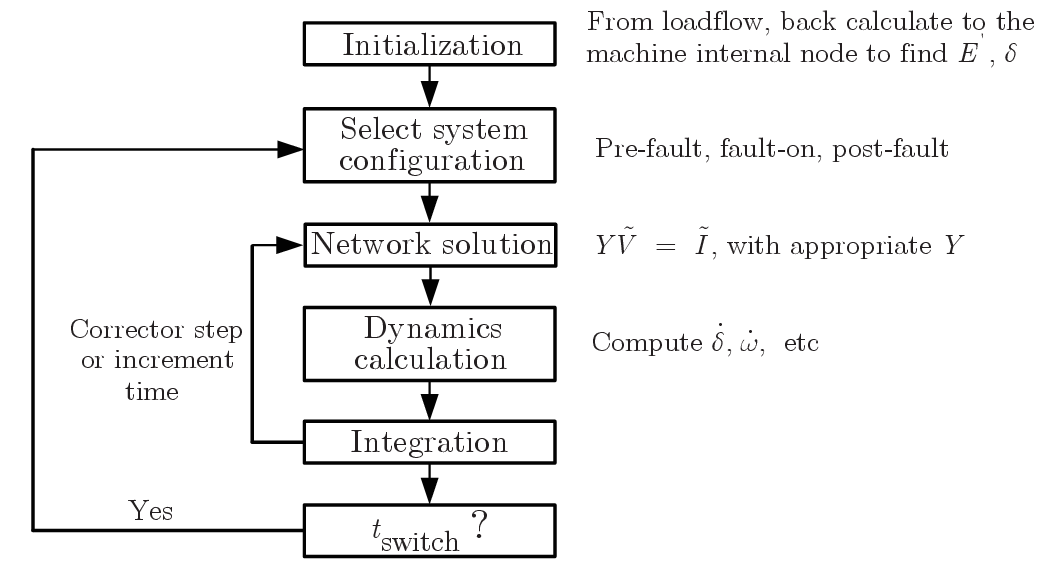 Initialization
From loadflow, back calculate to the
machine internal node to find E', δ
Select system
configuration
Pre-fault, fault-on, post-fault
Network solution
YṼ = Ĩ, with appropriate Y
Corrector step
or increment
time
Dynamics
calculation
Compute δ̇, ω̇, etc
Integration
Yes
t_switch ?